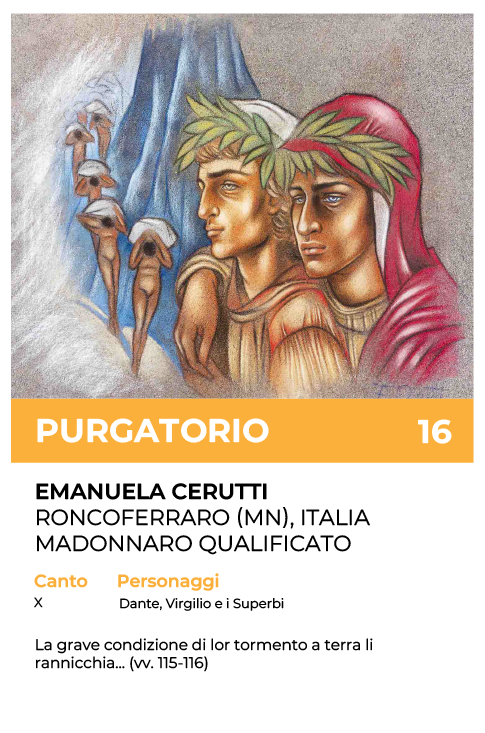 PURGATORIO 16
EMANUELA CERUTTI
RONCOFERRARO (MN), ITALIA
MADONNARO QUALIFICATO
Canto Personaggi
X Dante, Virgilio e i Superbi
La grave condizione di lor tormento a terra li
rannicchia... (vv. 115-116)